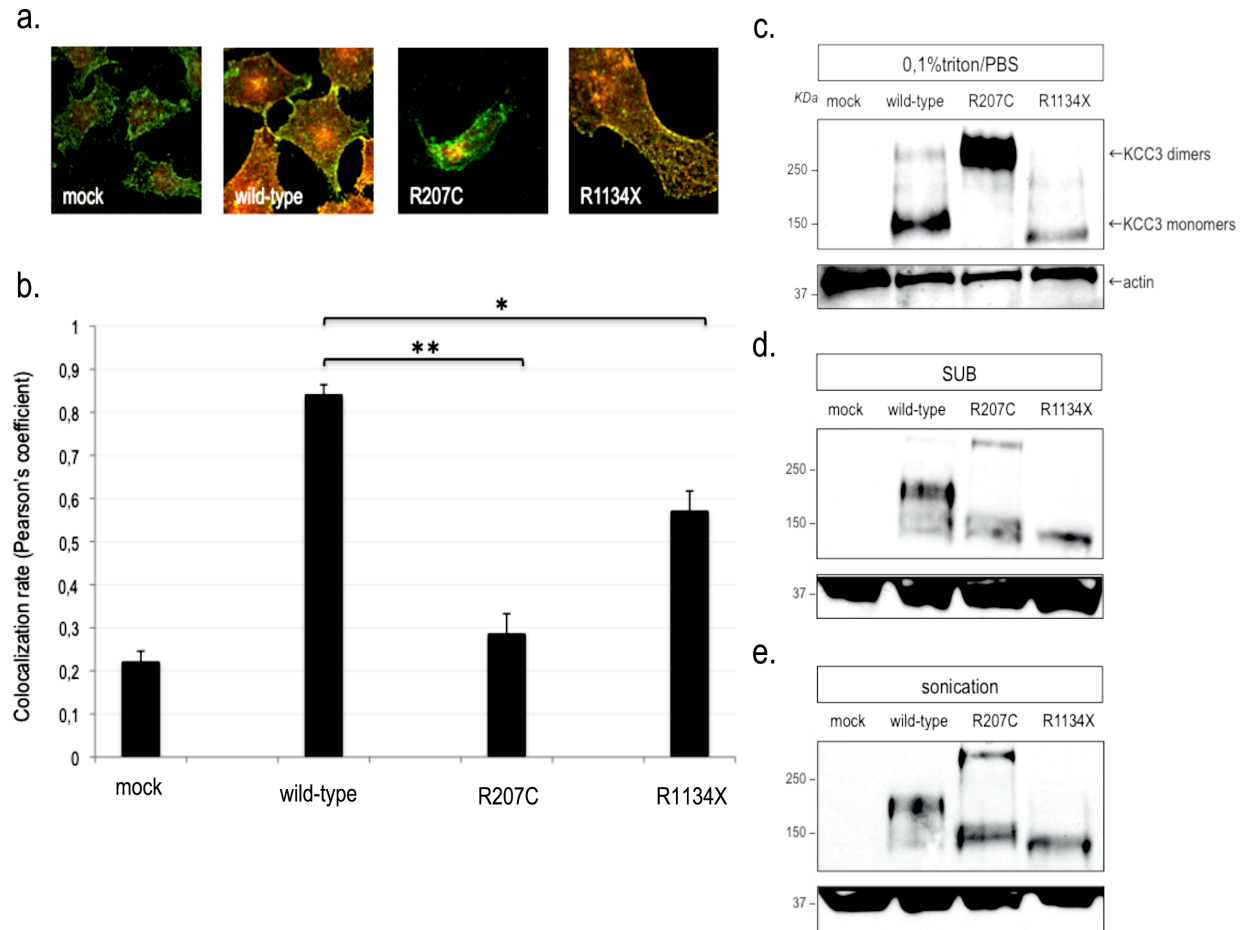 a.
mock
wild-type
R207C
R1134X
b.
*
**
Colocalization rate (Pearson's coefficient)
1
0,9
0,8
0,7
0,6
0,5
0,4
0,3
0,2
0,1
0
mock
wild-type
R207C
R1134X
c.
0,1%triton/PBS
KDa mock wild-type R207C R1134X
250
←KCC3 dimers
150
←KCC3 monomers
37
←actin
d.
SUB
mock wild-type R207C R1134X
250
150
37
e.
sonication
mock wild-type R207C R1134X
250
150
37